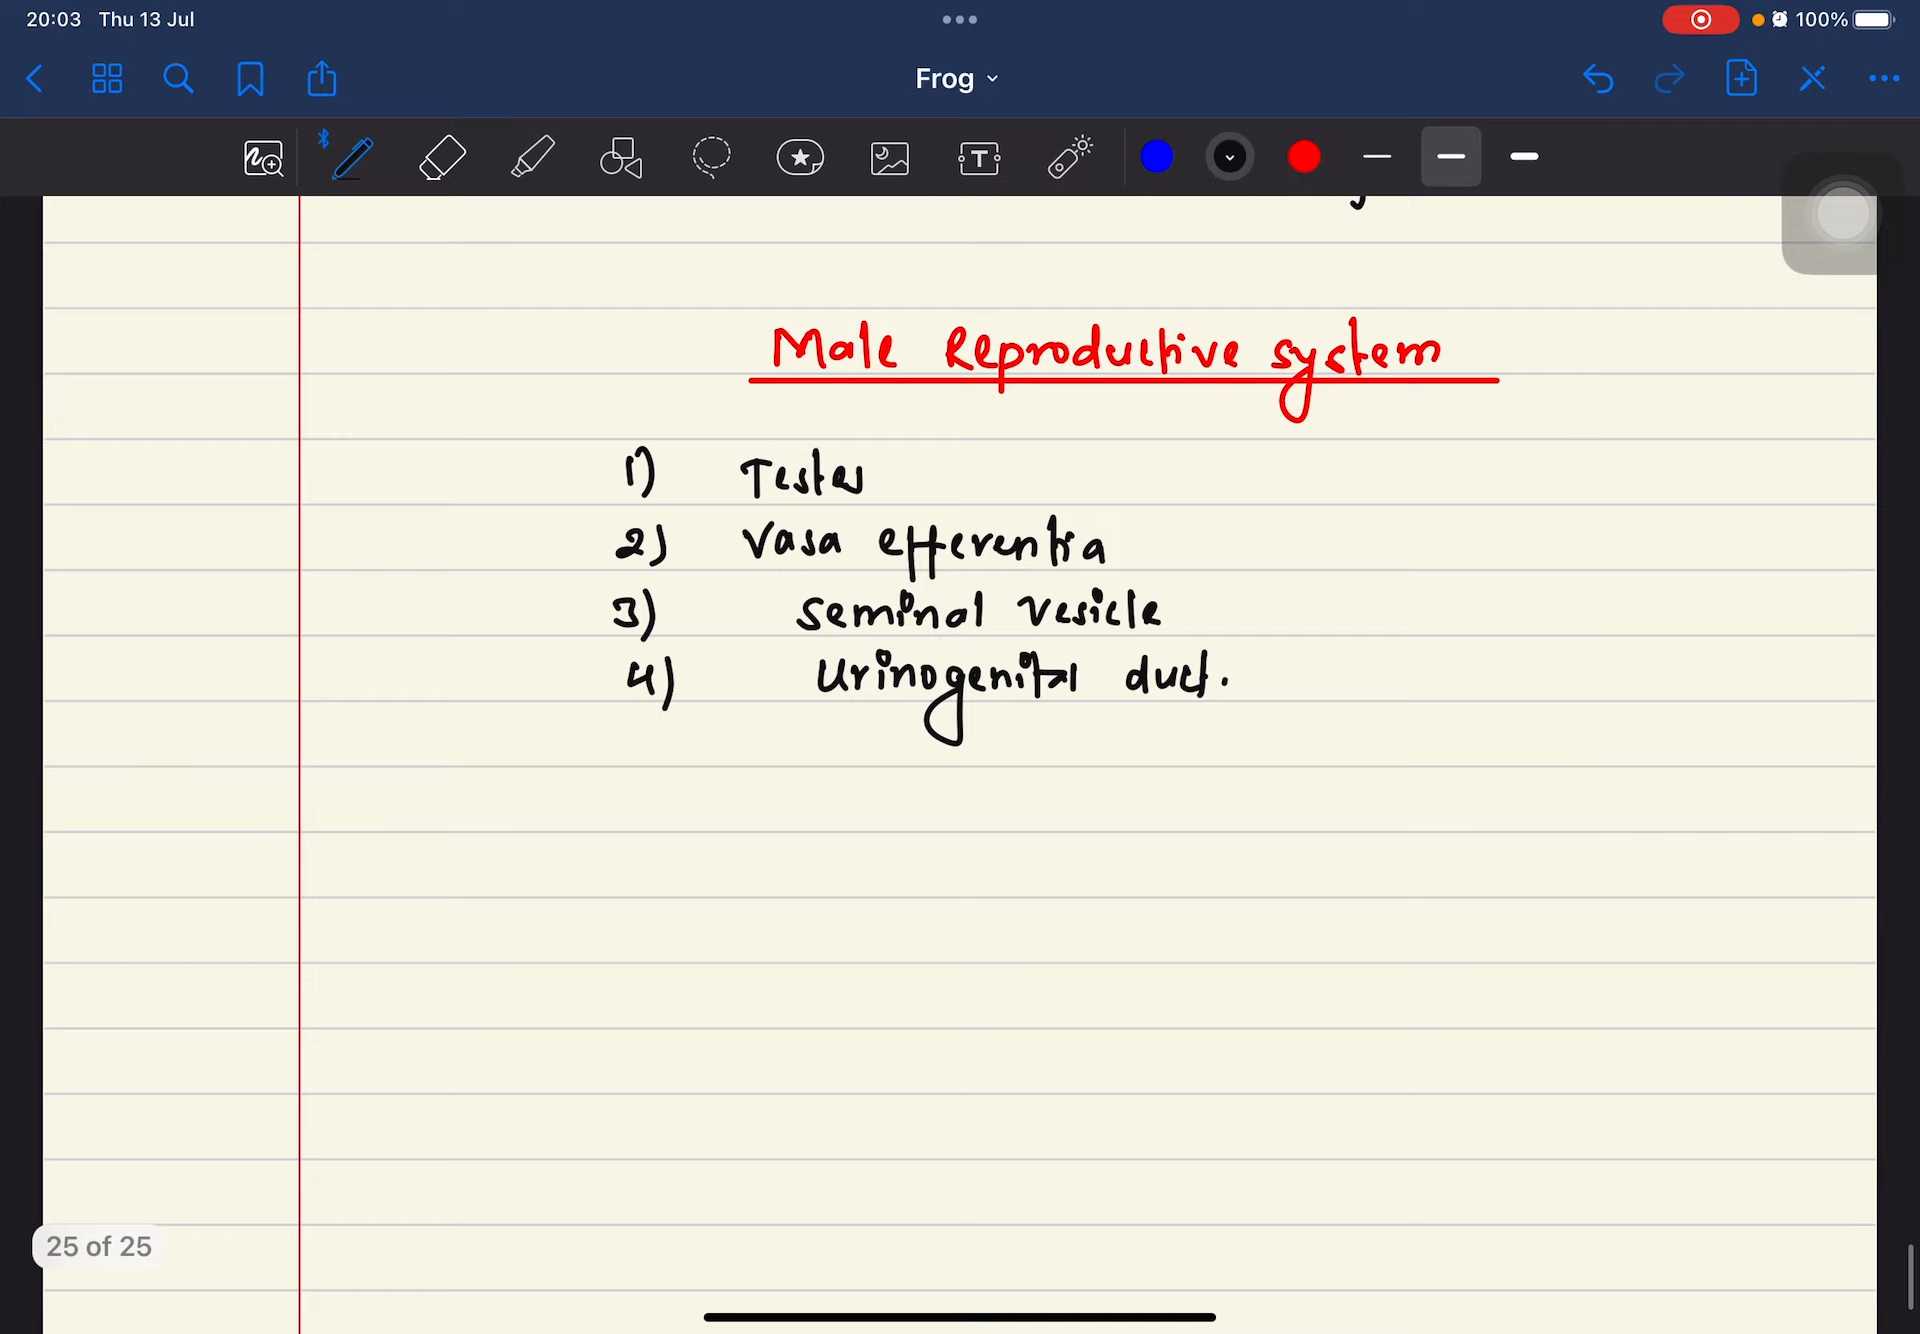 20:03 Thu 13 Jul
100%
Frog
T
Male Reproductive system
1) Testes
2) Vasa efferentia
3) Seminal vesicle
4) Urinogenital duct.
25 of 25